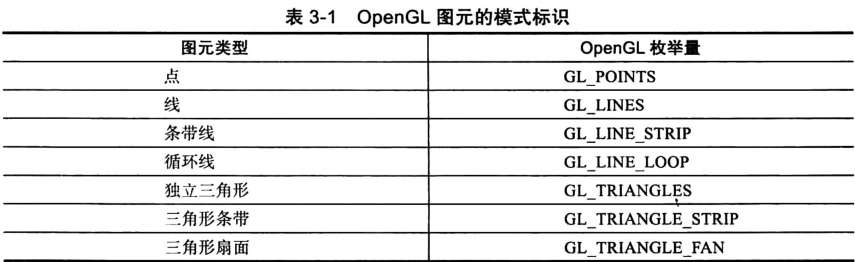 表 3-1 OpenGL 图元的模式标识
图元类型 OpenGL 枚举量
点 GL_POINTS
线 GL_LINES
条带线 GL_LINE_STRIP
循环线 GL_LINE_LOOP
独立三角形 GL_TRIANGLES
三角形条带 GL_TRIANGLE_STRIP
三角形扇面 GL_TRIANGLE_FAN